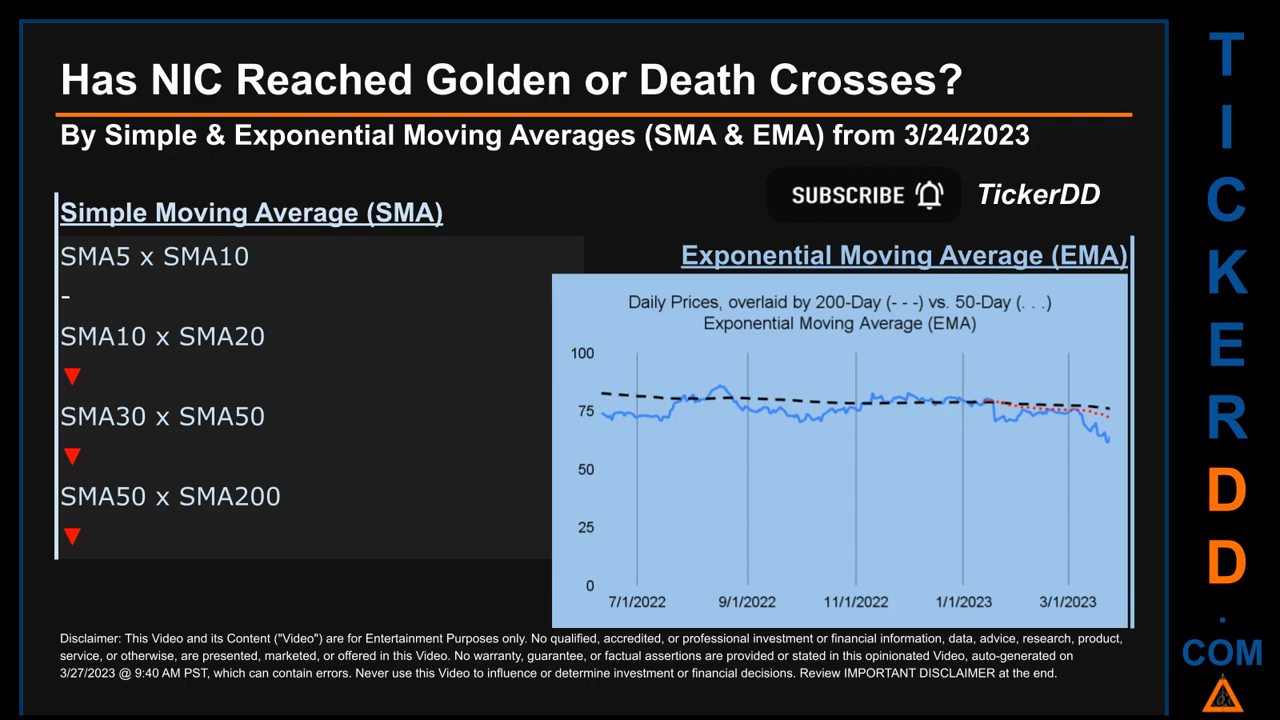 Has NIC Reached Golden or Death Crosses?
By Simple & Exponential Moving Averages (SMA & EMA) from 3/24/2023
SUBSCRIBE
TickerDD
Simple Moving Average (SMA)
SMA5 x SMA10
-
SMA10 x SMA20
▼
SMA30 x SMA50
▼
SMA50 x SMA200
▼
Exponential Moving Average (EMA)
Daily Prices, overlaid by 200-Day (- - -) vs. 50-Day (. . .)
Exponential Moving Average (EMA)
100
75
50
25
0
7/1/2022 9/1/2022 11/1/2022 1/1/2023 3/1/2023
Disclaimer: This Video and its Content ("Video") are for Entertainment Purposes only. No qualified, accredited, or professional investment or financial information, data, advice, research, product,
service, or otherwise, are presented, marketed, or offered in this Video. No warranty, guarantee, or factual assertions are provided or stated in this opinionated Video, auto-generated on
3/27/2023 @ 9:40 AM PST, which can contain errors. Never use this Video to influence or determine investment or financial decisions. Review IMPORTANT DISCLAIMER at the end.
T
I
C
K
E
R
D
D
.
COM